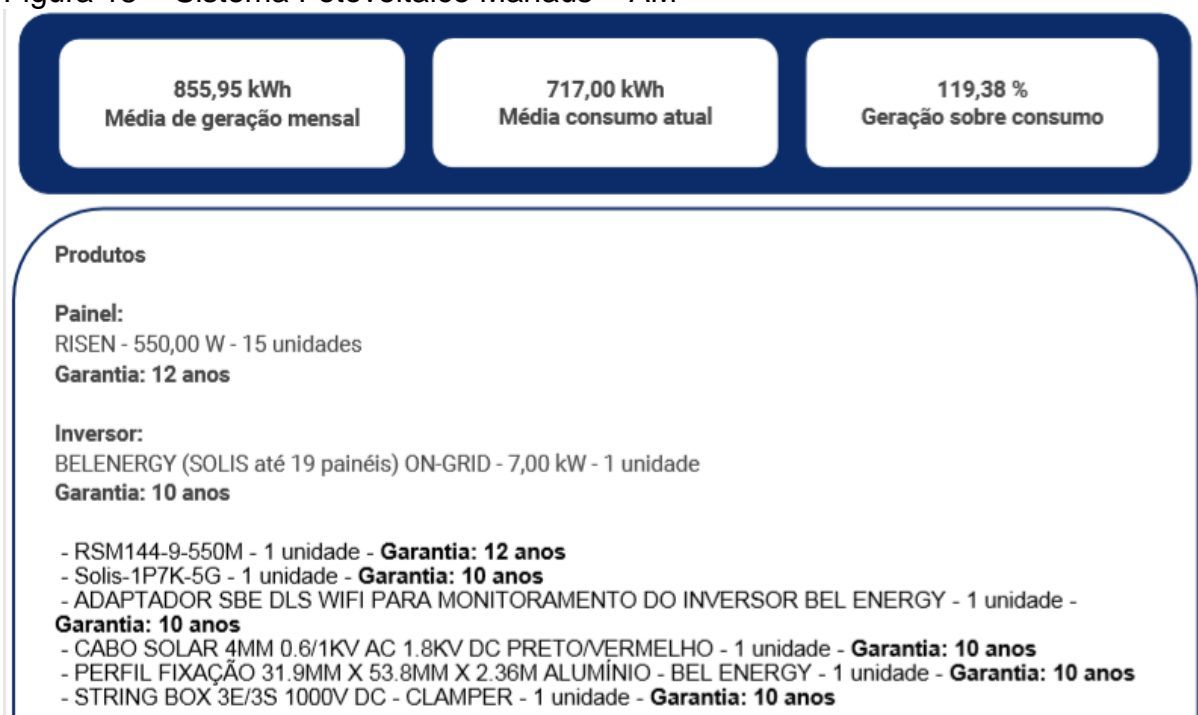 Figura 18 – Sistema Fotovoltaico Manaus – AM
855,95 kWh
Média de geração mensal
717,00 kWh
Média consumo atual
119,38 %
Geração sobre consumo
Produtos
Painel:
RISEN - 550,00 W - 15 unidades
Garantia: 12 anos
Inversor:
BELENERGY (SOLIS até 19 painéis) ON-GRID - 7,00 kW - 1 unidade
Garantia: 10 anos
- RSM144-9-550M - 1 unidade - Garantia: 12 anos
- Solis-1P7K-5G - 1 unidade - Garantia: 10 anos
- ADAPTADOR SBE DLS WIFI PARA MONITORAMENTO DO INVERSOR BEL ENERGY - 1 unidade -
Garantia: 10 anos
- CABO SOLAR 4MM 0.6/1KV AC 1.8KV DC PRETO/VERMELHO - 1 unidade - Garantia: 10 anos
- PERFIL FIXAÇÃO 31.9MM X 53.8MM X 2.36M ALUMÍNIO - BEL ENERGY - 1 unidade - Garantia: 10 anos
- STRING BOX 3E/3S 1000V DC - CLAMPER - 1 unidade - Garantia: 10 anos